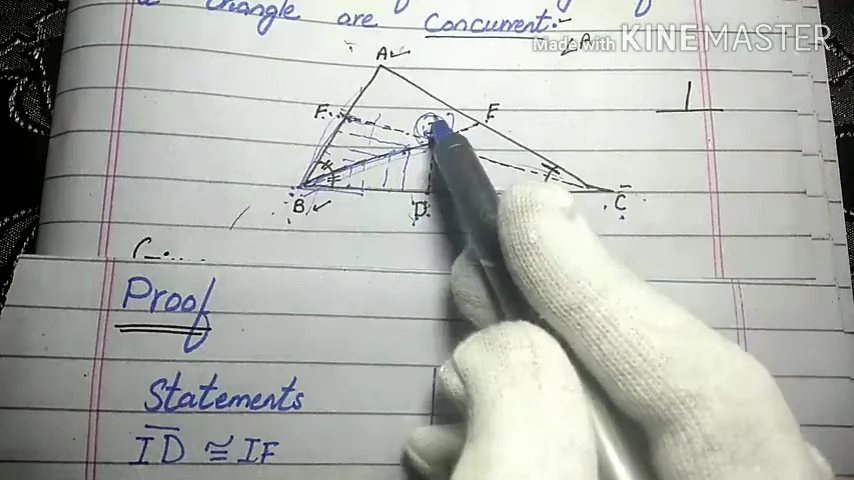 a triangle are Concurrent.
Made with KINEMASTER
∠A
A
F
E
B
D
C
Proof
Statements
ID ≅ IF